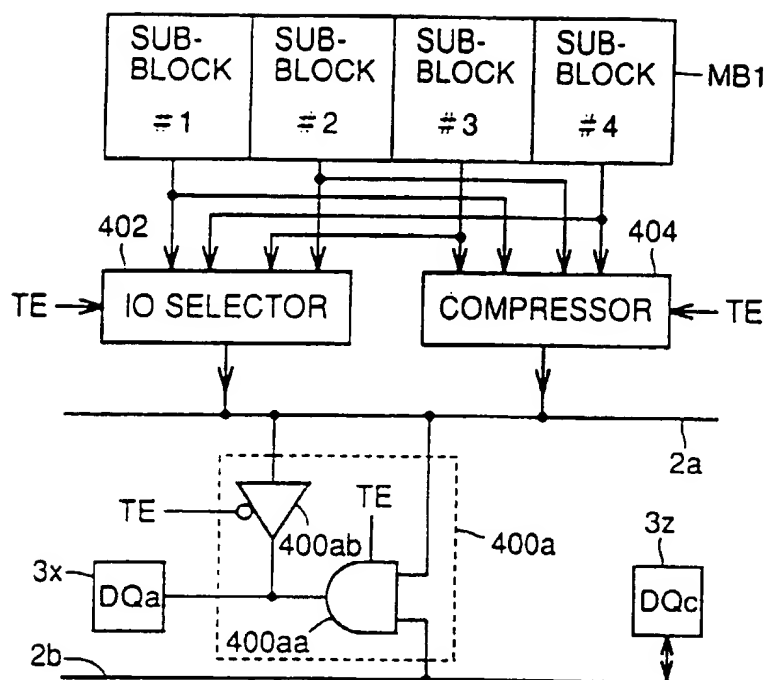 SUB-
BLOCK
#1
SUB-
BLOCK
#2
SUB-
BLOCK
#3
SUB-
BLOCK
#4
MB1
402
404
TE
IO SELECTOR
COMPRESSOR
TE
2a
TE
TE
400ab
400a
3z
3x
DQa
400aa
DQc
2b